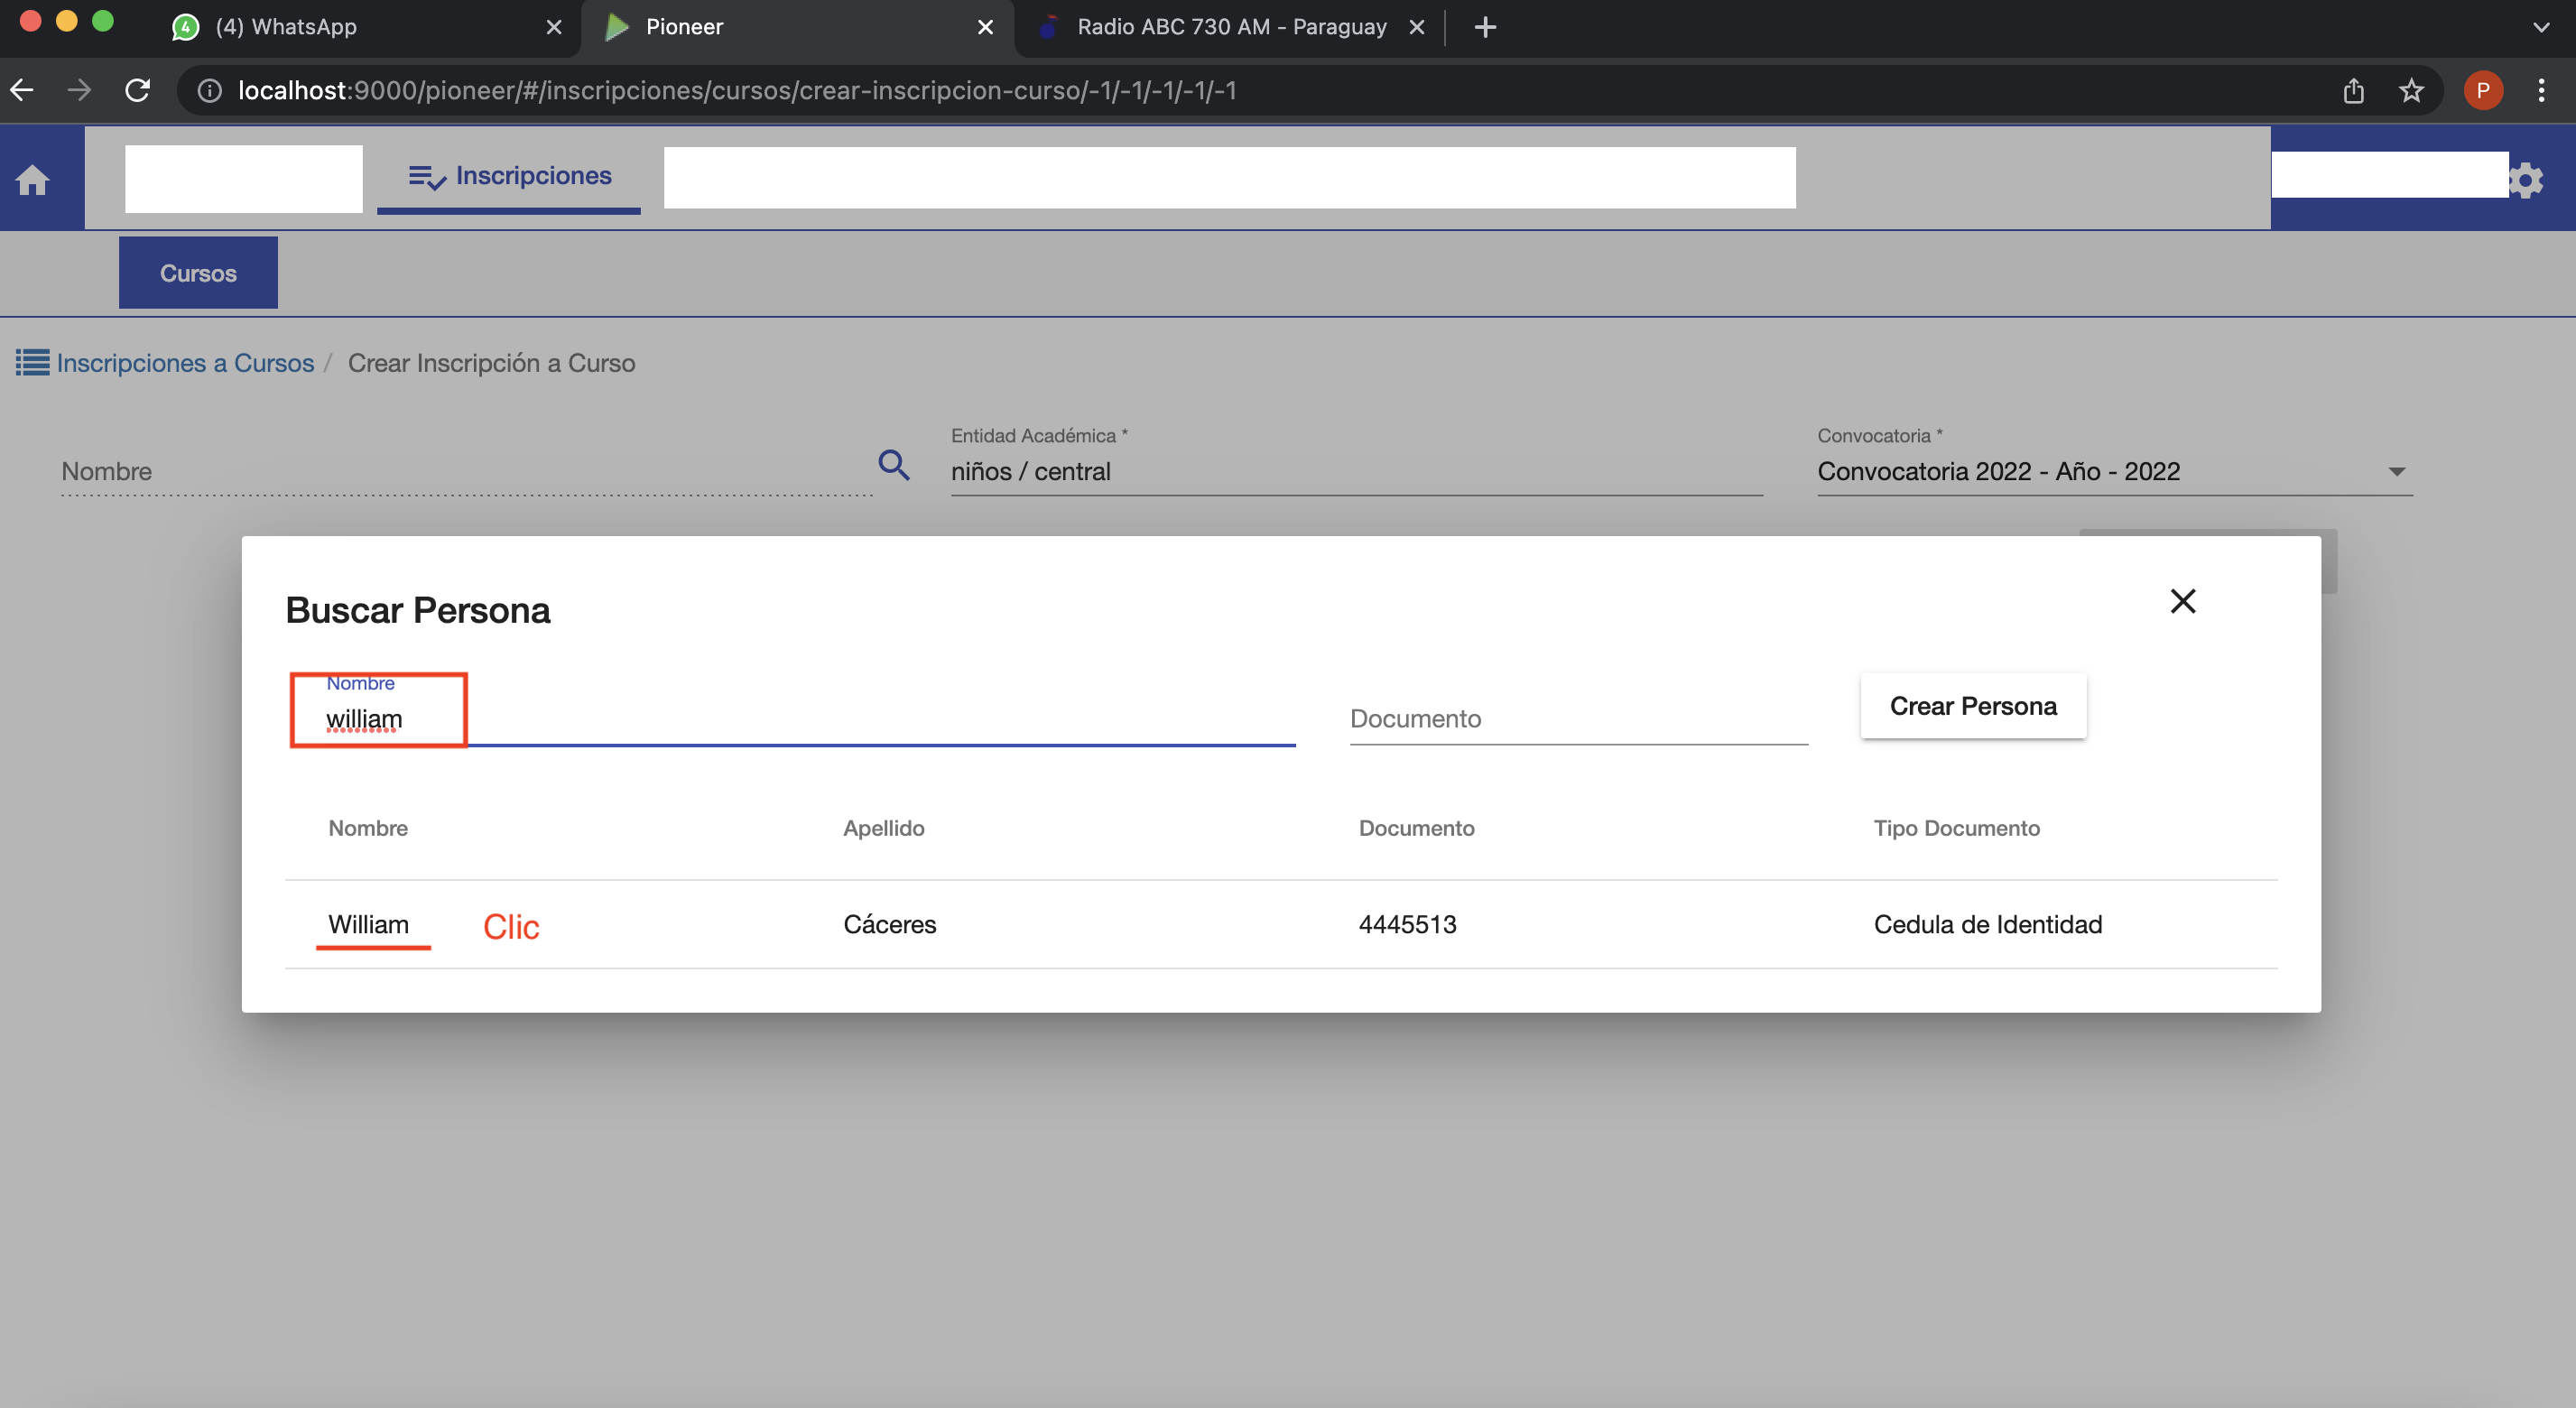 (4) WhatsApp
Pioneer
Radio ABC 730 AM - Paraguay
localhost:9000/pioneer/#/inscripciones/cursos/crear-inscripcion-curso/-1/-1/-1/-1/-1
P
Inscripciones
Cursos
Inscripciones a Cursos / Crear Inscripción a Curso
Nombre
Entidad Académica *
niños / central
Convocatoria *
Convocatoria 2022 - Año - 2022
Buscar Persona
Nombre
william
Documento
Crear Persona
Nombre Apellido Documento Tipo Documento
William Clic Cáceres 4445513 Cedula de Identidad